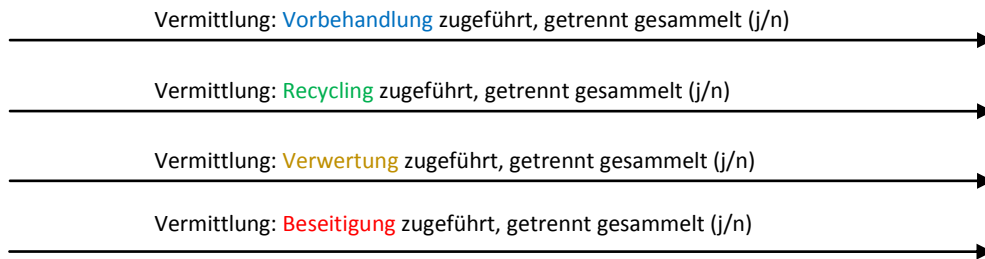 Vermittlung: Vorbehandlung zugeführt, getrennt gesammelt (j/n)
Vermittlung: Recycling zugeführt, getrennt gesammelt (j/n)
Vermittlung: Verwertung zugeführt, getrennt gesammelt (j/n)
Vermittlung: Beseitigung zugeführt, getrennt gesammelt (j/n)